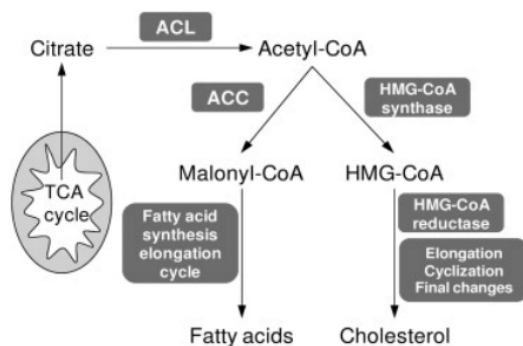 ACL
Citrate
Acetyl-CoA
ACC
HMG-CoA
synthase
TCA
cycle
Malonyl-CoA
HMG-CoA
Fatty acid
synthesis
elongation
cycle
HMG-CoA
reductase
Elongation
Cyclization
Final changes
Fatty acids
Cholesterol